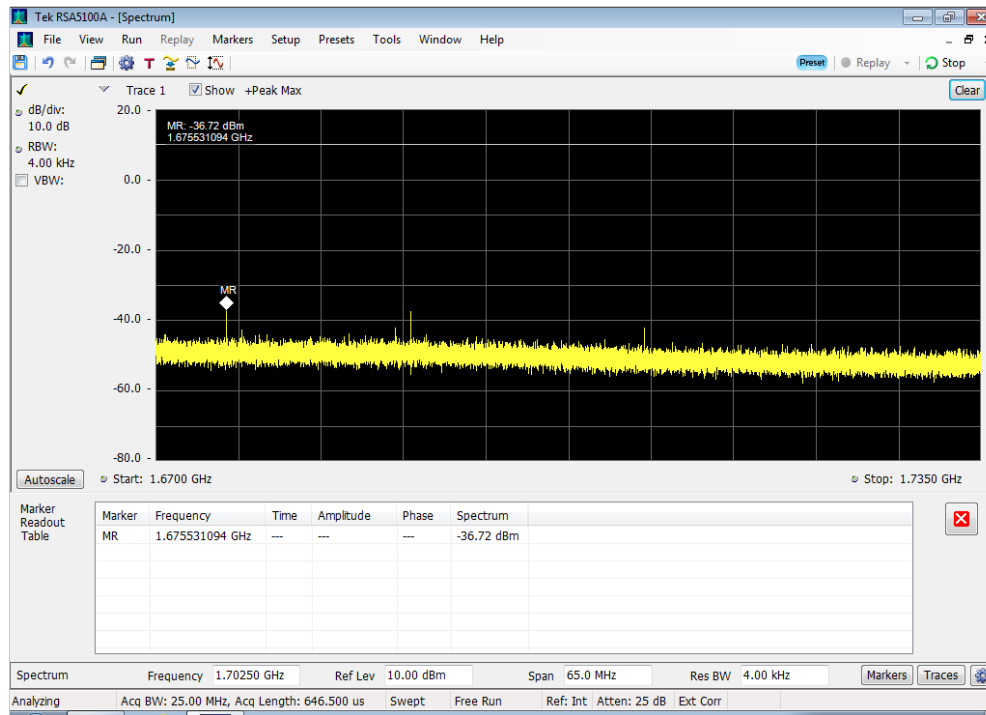 Tek RSA5100A - [Spectrum]
File View Run Replay Markers Setup Presets Tools Window Help
T Preset Replay Stop
Trace 1 Show +Peak Max Clear
dB/div:
10.0 dB
RBW:
4.00 kHz
VBW:
20.0
0.0
-20.0
-40.0
-60.0
-80.0
MR: -36.72 dBm
1.675531094 GHz
MR
Autoscale Start: 1.6700 GHz Stop: 1.7350 GHz
Marker
Readout
Table
Marker Frequency Time Amplitude Phase Spectrum
MR 1.675531094 GHz --- --- --- -36.72 dBm
Spectrum Frequency 1.70250 GHz Ref Lev 10.00 dBm Span 65.0 MHz Res BW 4.00 kHz Markers Traces
Analyzing Acq BW: 25.00 MHz, Acq Length: 646.500 us Swept Free Run Ref: Int Atten: 25 dB Ext Corr